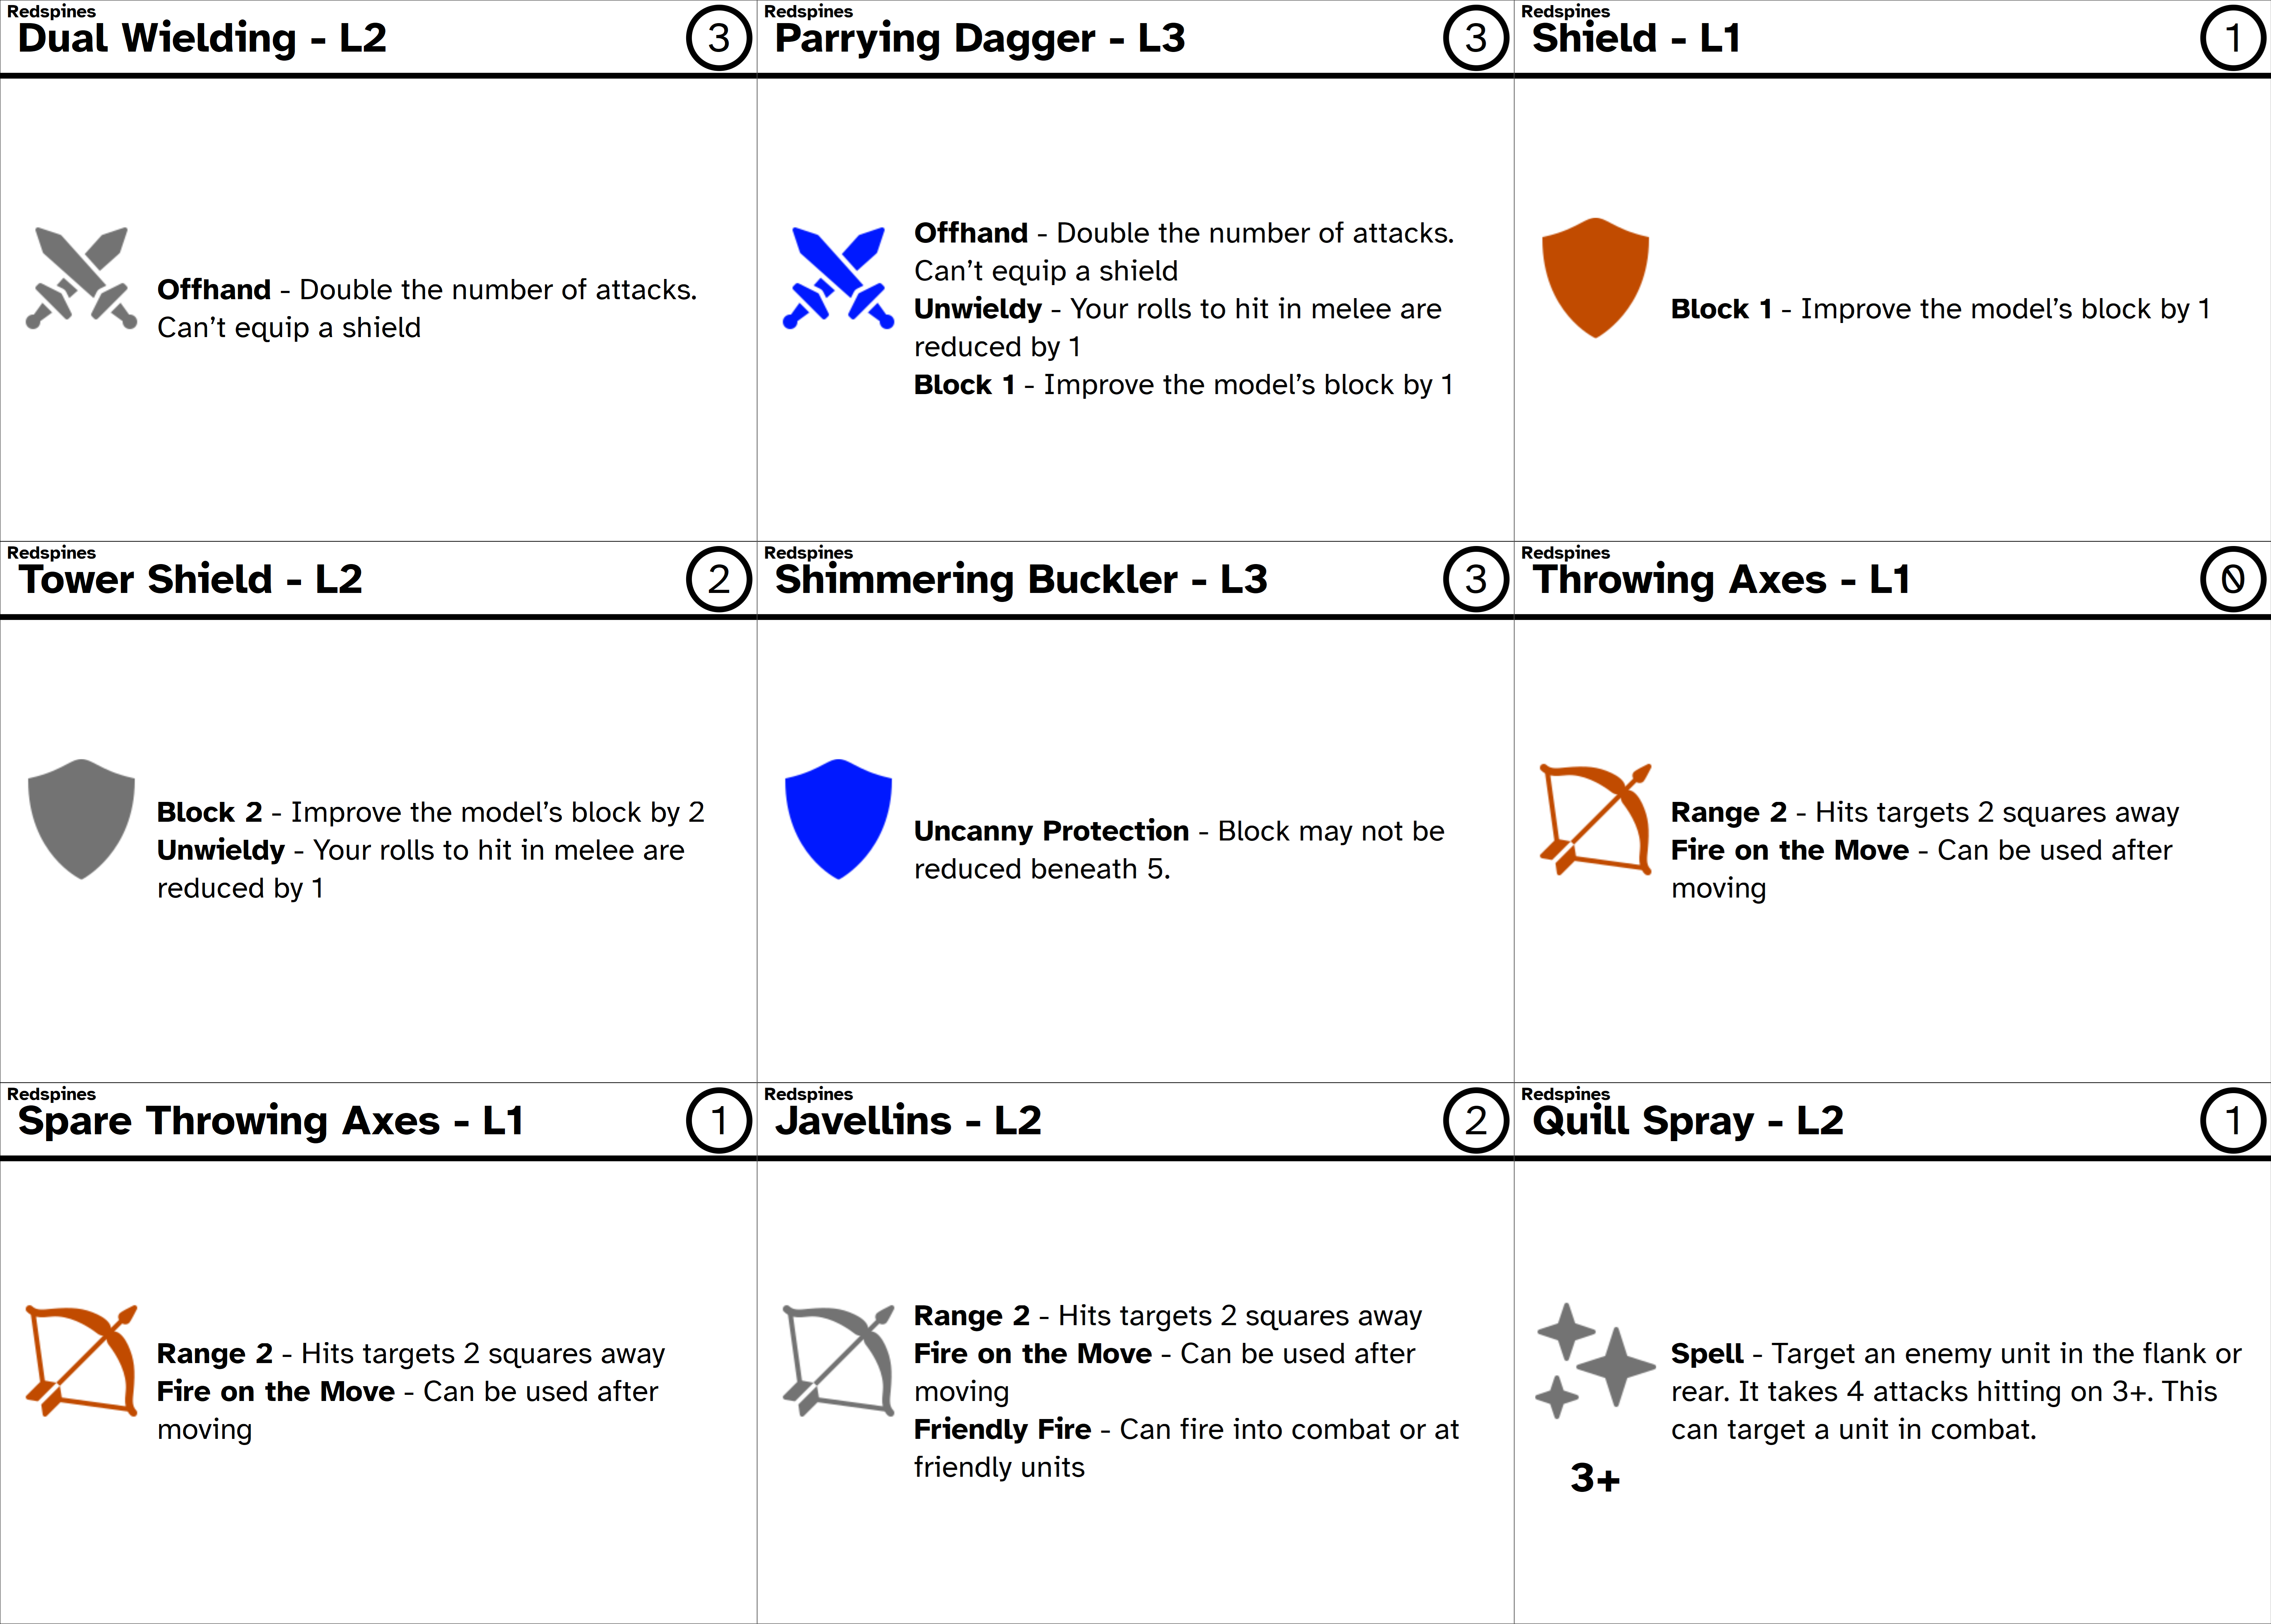 Redspines
Dual Wielding - L2
3
Offhand - Double the number of attacks.
Can't equip a shield
Redspines
Parrying Dagger - L3
3
Offhand - Double the number of attacks.
Can't equip a shield
Unwieldy - Your rolls to hit in melee are
reduced by 1
Block 1 - Improve the model's block by 1
Redspines
Shield - L1
1
Block 1 - Improve the model's block by 1
Redspines
Tower Shield - L2
2
Block 2 - Improve the model's block by 2
Unwieldy - Your rolls to hit in melee are
reduced by 1
Redspines
Shimmering Buckler - L3
3
Uncanny Protection - Block may not be
reduced beneath 5.
Redspines
Throwing Axes - L1
0
Range 2 - Hits targets 2 squares away
Fire on the Move - Can be used after
moving
Redspines
Spare Throwing Axes - L1
1
Range 2 - Hits targets 2 squares away
Fire on the Move - Can be used after
moving
Redspines
Javellins - L2
2
Range 2 - Hits targets 2 squares away
Fire on the Move - Can be used after
moving
Friendly Fire - Can fire into combat or at
friendly units
Redspines
Quill Spray - L2
1
Spell - Target an enemy unit in the flank or
rear. It takes 4 attacks hitting on 3+. This
can target a unit in combat.
3+